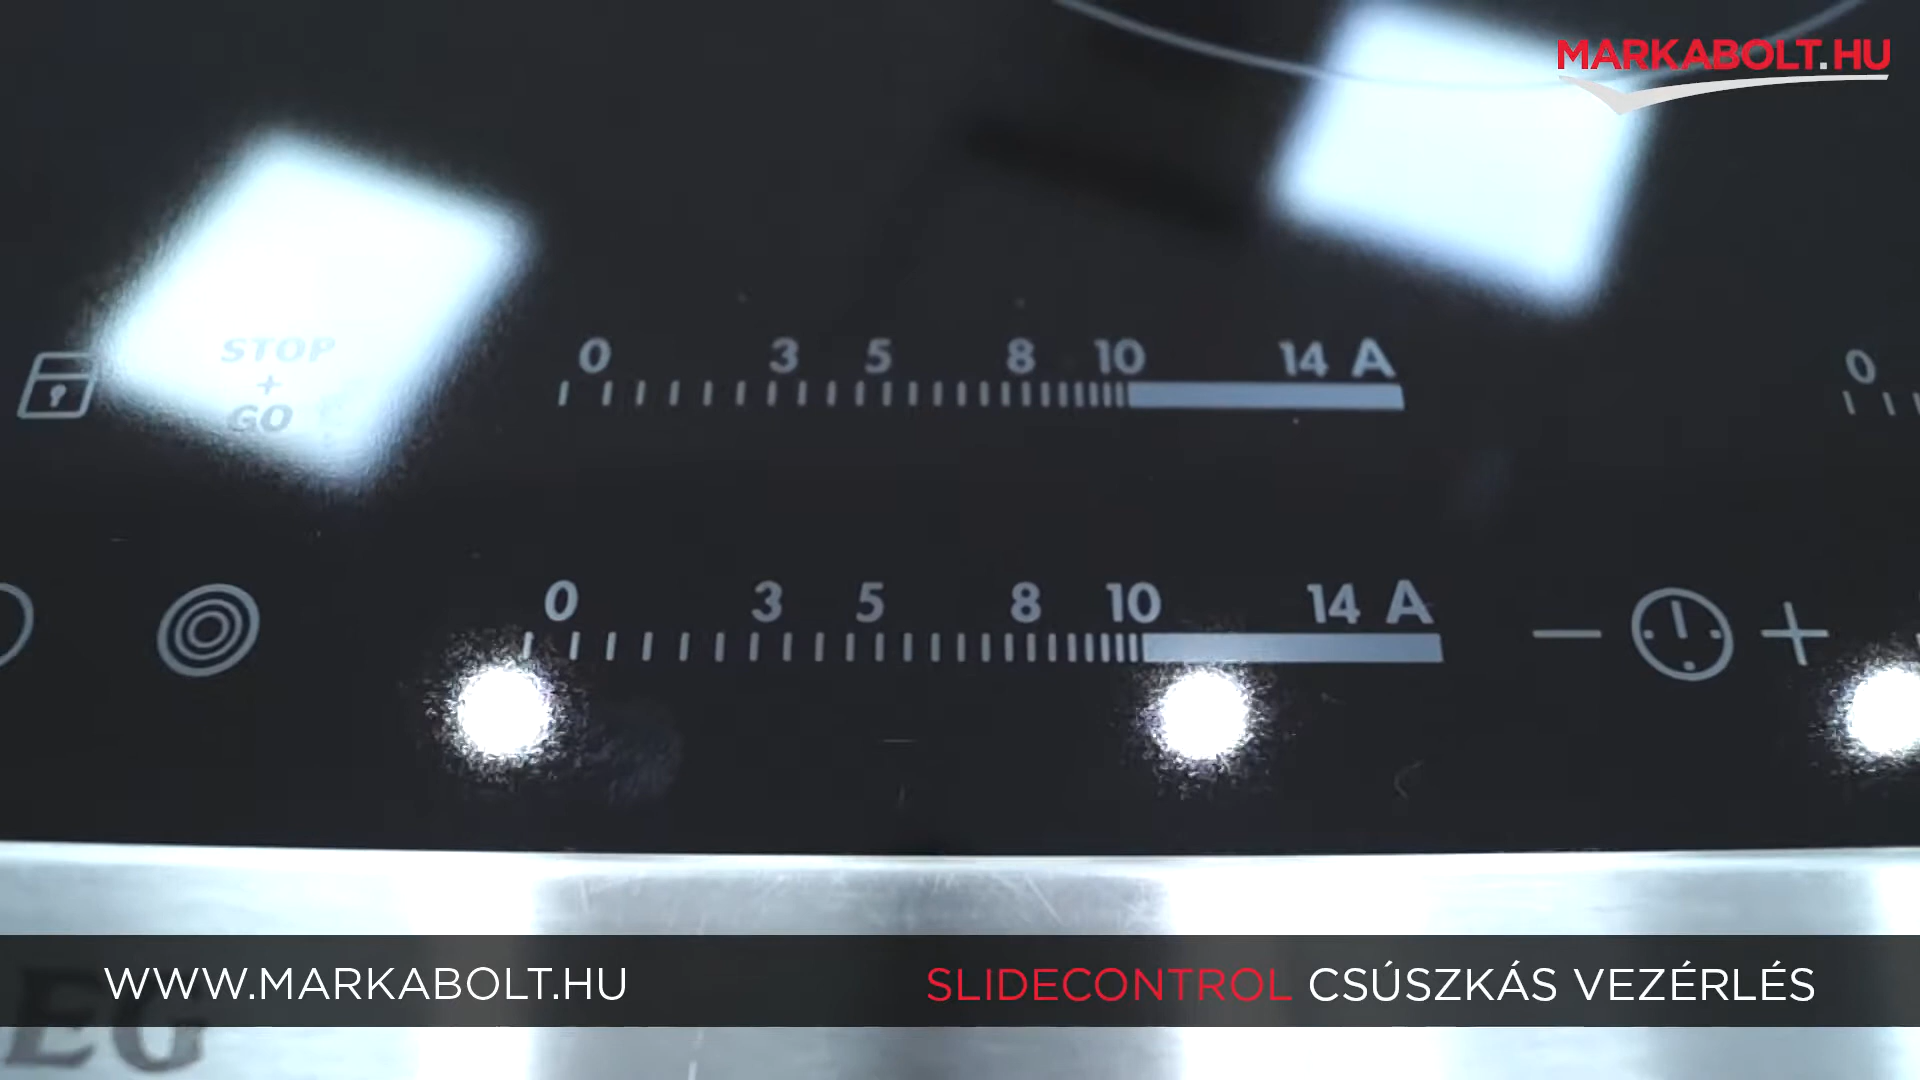 MARKABOLT.HU
STOP
+
GO
0 3 5 8 10 14 A
0
0 3 5 8 10 14 A
− +
WWW.MARKABOLT.HU
SLIDECONTROL CSÚSZKÁS VEZÉRLÉS
EG